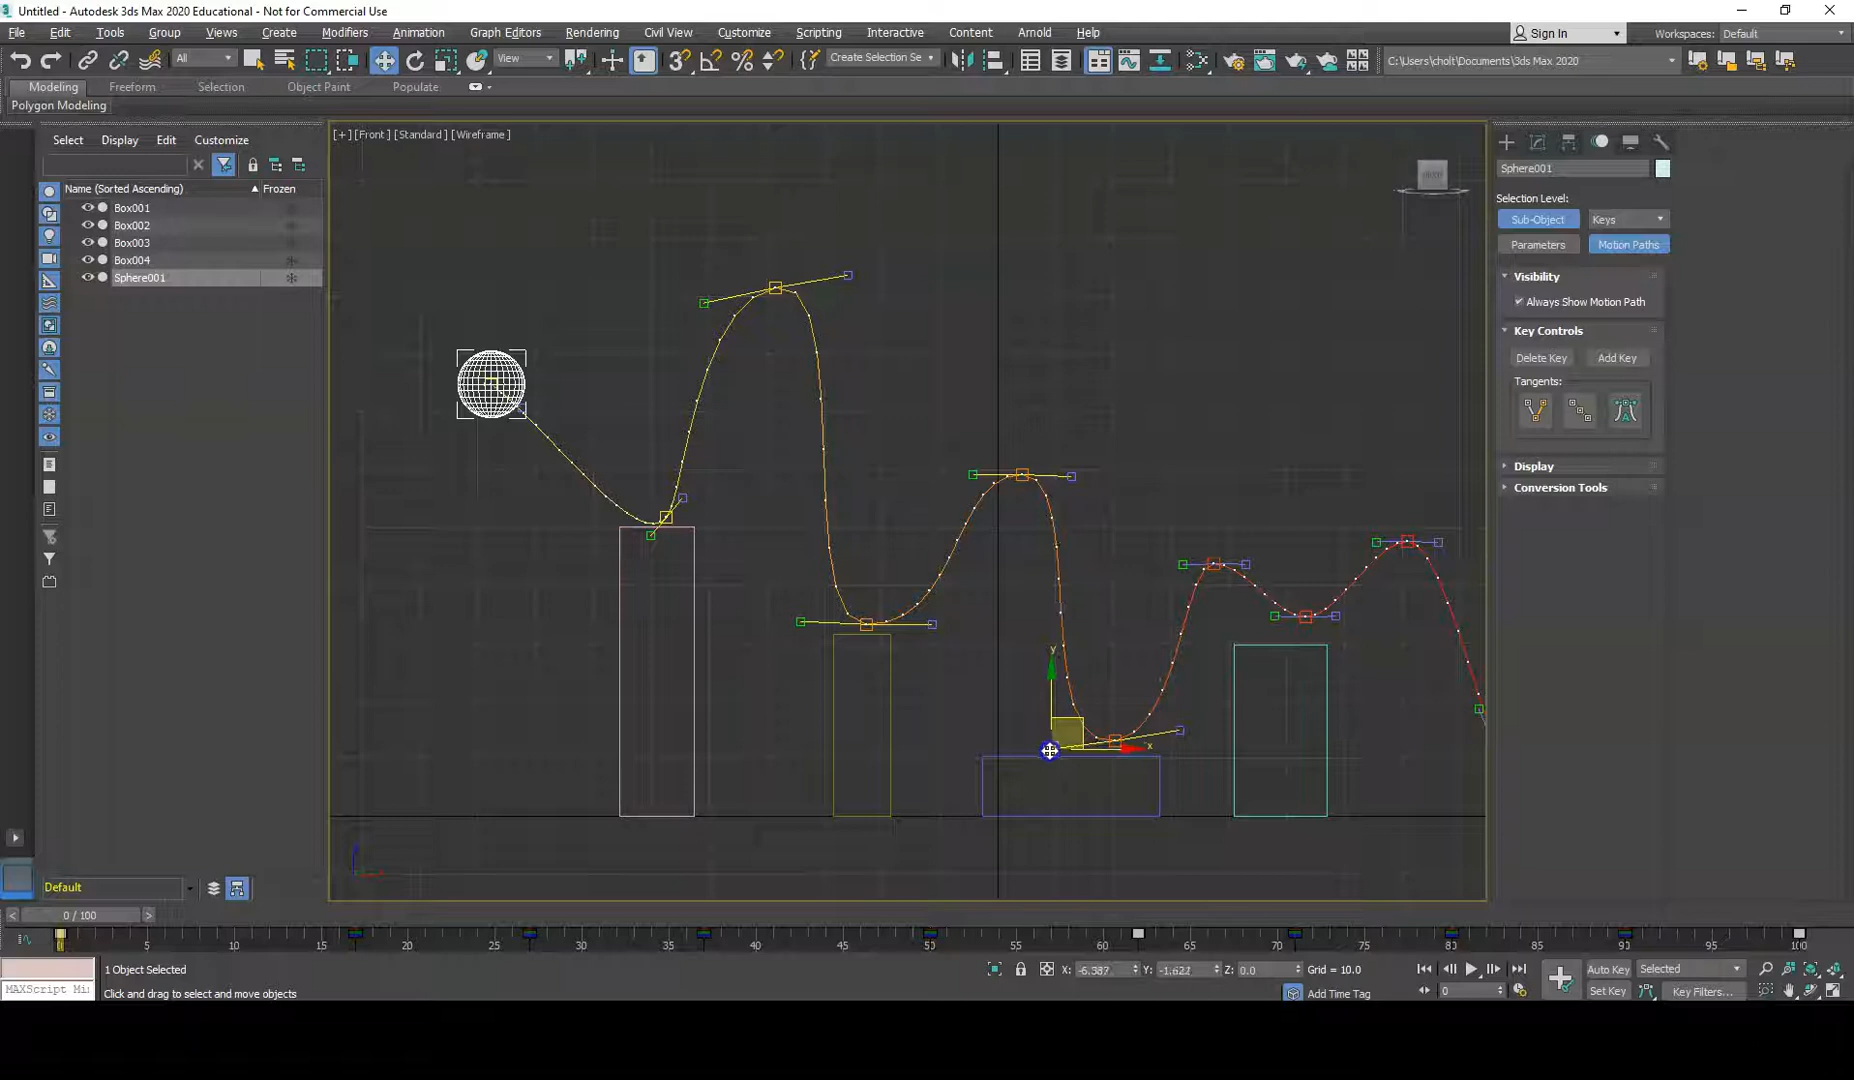 Untitled - Autodesk 3ds Max 2020 Educational - Not for Commercial Use
File Edit Tools Group Views Create Modifiers Animation Graph Editors Rendering Civil View Customize Scripting Interactive Content Arnold Help Sign In Workspaces: Default
All View Create Selection Se C:\Users\cholt\Documents\3ds Max 2020
Modeling Freeform Selection Object Paint Populate
Polygon Modeling
Select Display Edit Customize
Name (Sorted Ascending) Frozen
Box001
Box002
Box003
Box004
Sphere001
[+] [Front] [Standard] [Wireframe]
Sphere001
Selection Level:
Sub-Object Keys
Parameters Motion Paths
Visibility
Always Show Motion Path
Key Controls
Delete Key Add Key
Tangents:
Display
Conversion Tools
y
x
Default
< 0 / 100 >
5 10 15 20 25 30 35 40 45 50 55 60 65 70 75 80 85 90 95 100
1 Object Selected X: -6.387 Y: -1.622 Z: 0.0 Grid = 10.0 Auto Key Selected
MAXScript Mi Click and drag to select and move objects Add Time Tag 0 Set Key Key Filters...